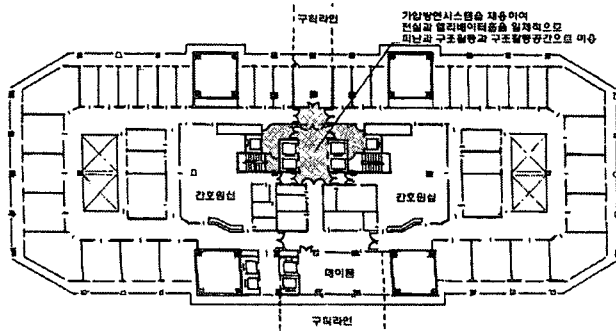 구획라인
가압방연시스템을 채용하여
전실과 엘리베이터홀을 일체적으로
피난과 구조활동과 구조활동공간으로 이용
간호원실
간호원실
데이룸
구획라인